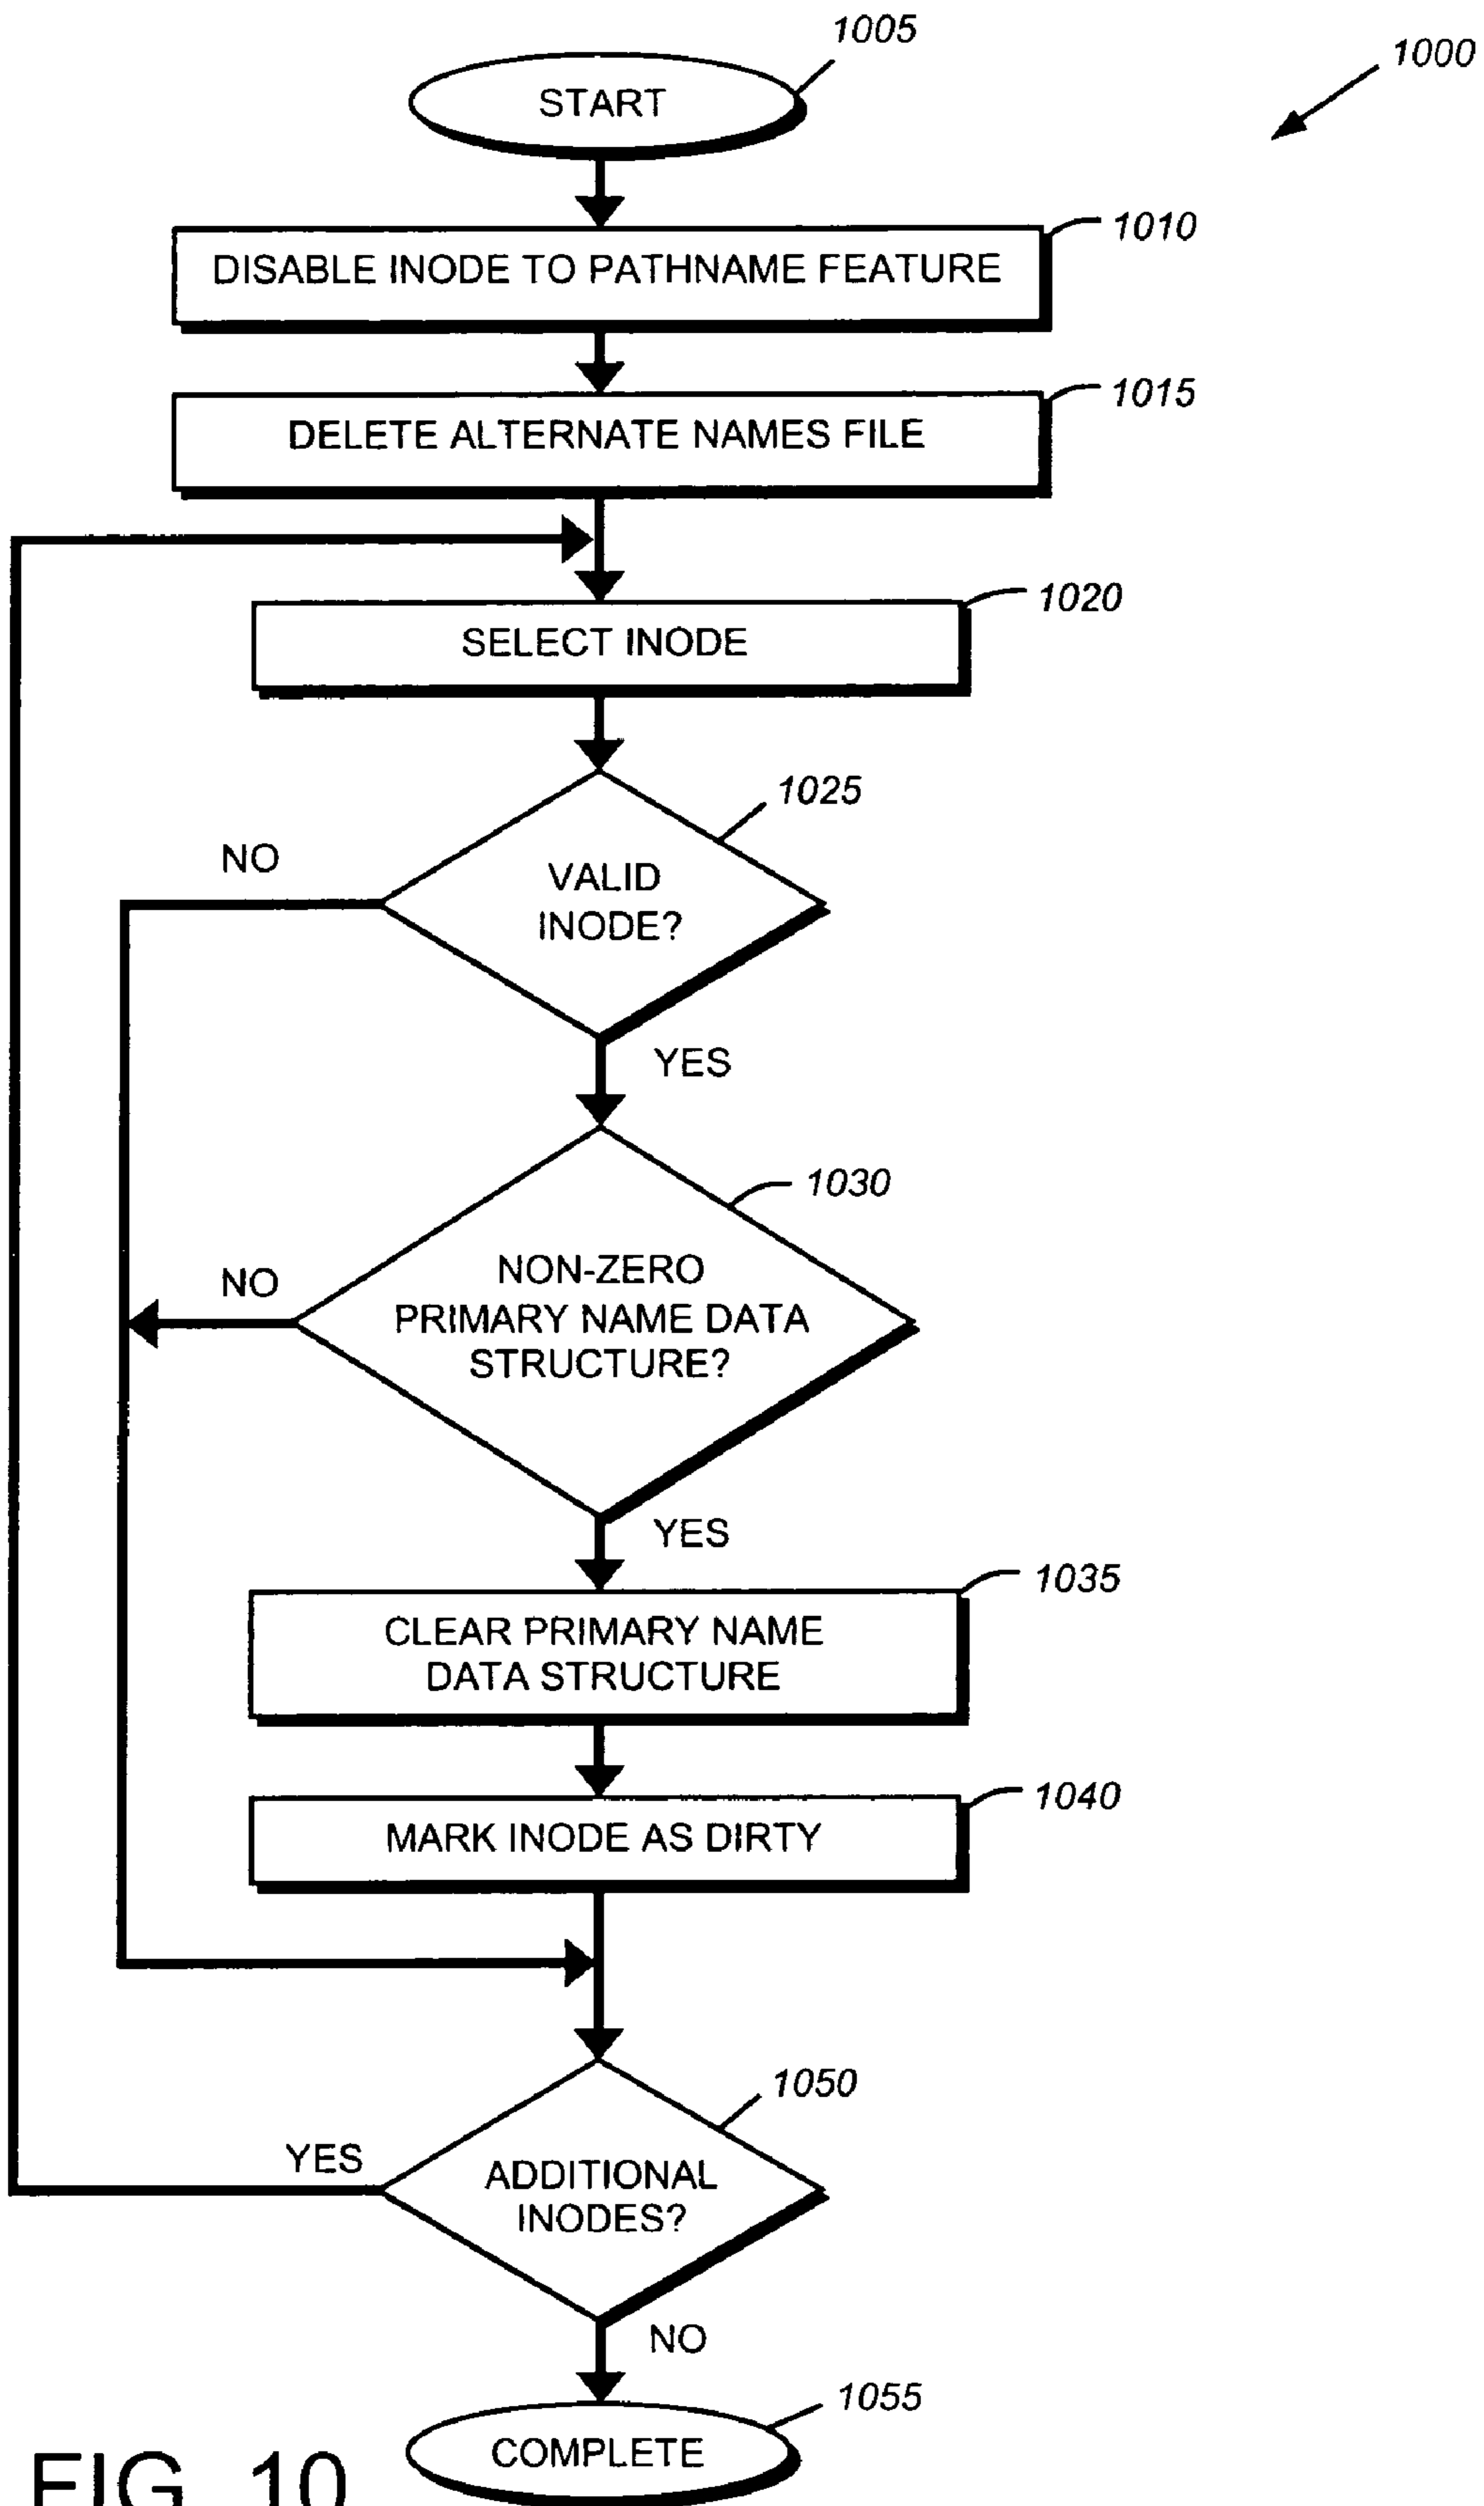 1005
1000
START
1010
DISABLE INODE TO PATHNAME FEATURE
1015
DELETE ALTERNATE NAMES FILE
1020
SELECT INODE
1025
NO
VALID
INODE?
YES
1030
NO
NON-ZERO
PRIMARY NAME DATA
STRUCTURE?
YES
1035
CLEAR PRIMARY NAME
DATA STRUCTURE
1040
MARK INODE AS DIRTY
1050
YES
ADDITIONAL
INODES?
NO
1055
COMPLETE
FIG. 10